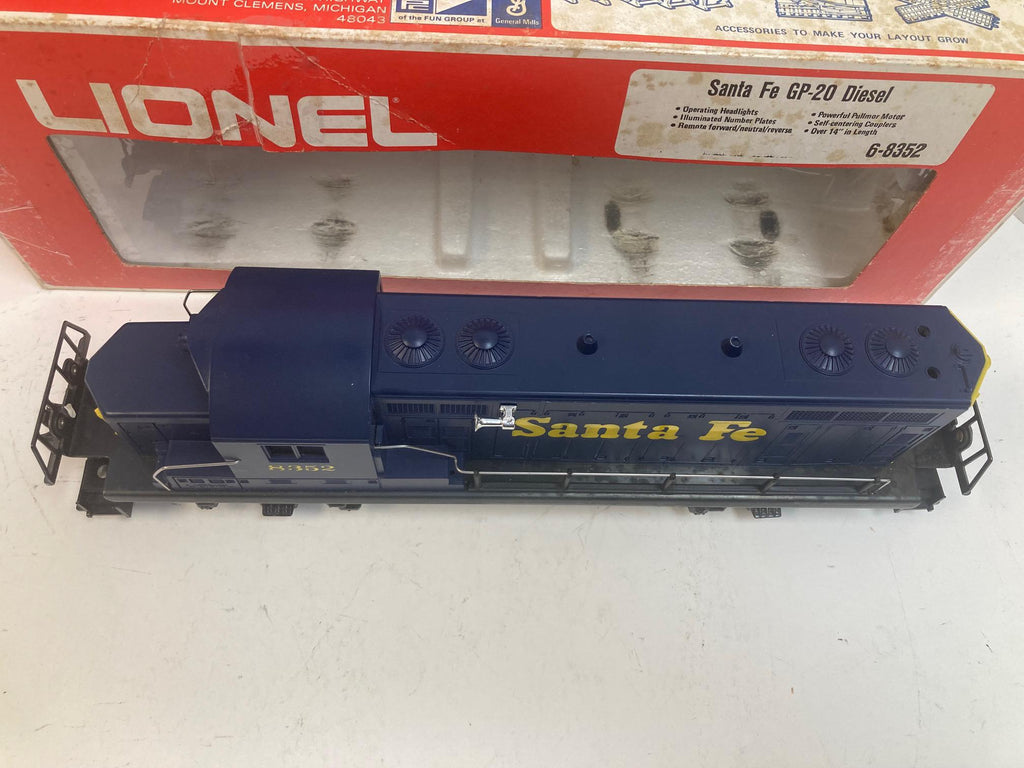 HIGHWAY
MOUNT CLEMENS, MICHIGAN
48043
of the FUN GROUP at
General Mills
ACCESSORIES TO MAKE YOUR LAYOUT GROW
LIONEL
Santa Fe GP-20 Diesel
• Operating Headlights
• Illuminated Number Plates
• Remote forward/neutral/reverse
• Powerful Pullmor Motor
• Self-centering Couplers
• Over 14" in Length
6-8352
Santa Fe
8352